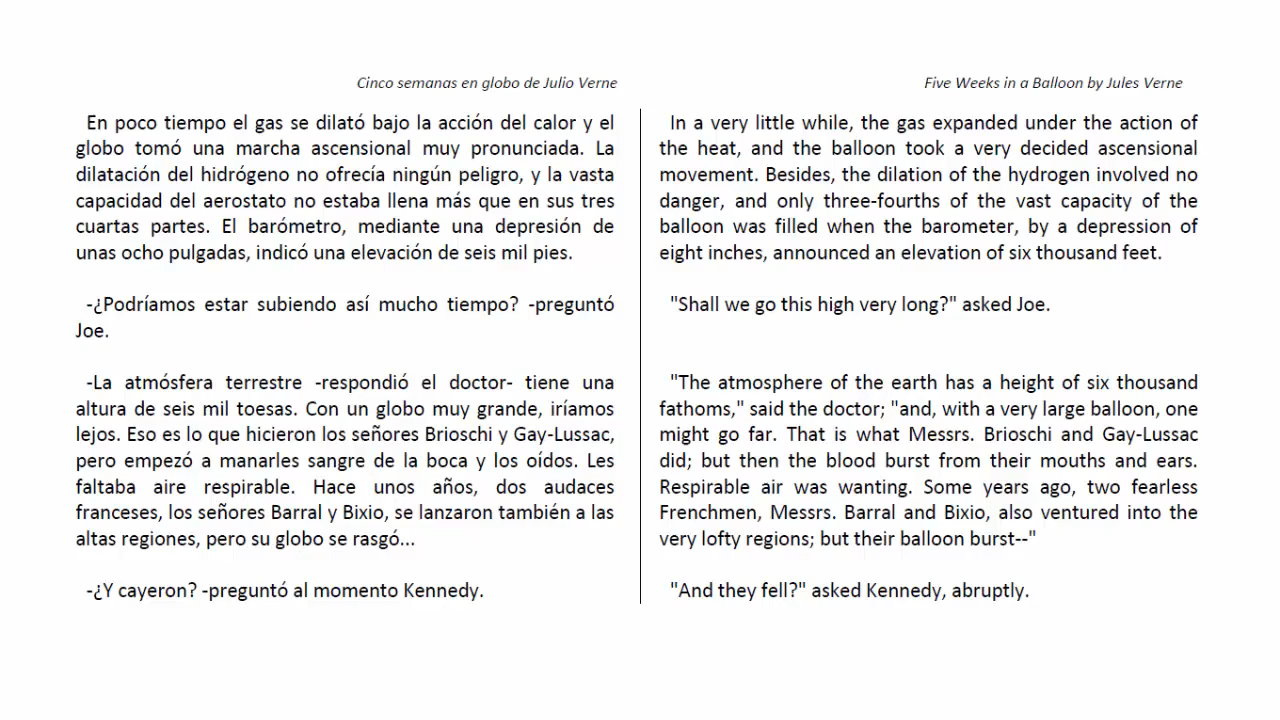 Cinco semanas en globo de Julio Verne
En poco tiempo el gas se dilató bajo la acción del calor y el
globo tomó una marcha ascensional muy pronunciada. La
dilatación del hidrógeno no ofrecía ningún peligro, y la vasta
capacidad del aerostato no estaba llena más que en sus tres
cuartas partes. El barómetro, mediante una depresión de
unas ocho pulgadas, indicó una elevación de seis mil pies.
-¿Podríamos estar subiendo así mucho tiempo? -preguntó
Joe.
-La atmósfera terrestre -respondió el doctor- tiene una
altura de seis mil toesas. Con un globo muy grande, iríamos
lejos. Eso es lo que hicieron los señores Brioschi y Gay-Lussac,
pero empezó a manarles sangre de la boca y los oídos. Les
faltaba aire respirable. Hace unos años, dos audaces
franceses, los señores Barral y Bixio, se lanzaron también a las
altas regiones, pero su globo se rasgó...
-¿Y cayeron? -preguntó al momento Kennedy.
Five Weeks in a Balloon by Jules Verne
In a very little while, the gas expanded under the action of
the heat, and the balloon took a very decided ascensional
movement. Besides, the dilation of the hydrogen involved no
danger, and only three-fourths of the vast capacity of the
balloon was filled when the barometer, by a depression of
eight inches, announced an elevation of six thousand feet.
"Shall we go this high very long?" asked Joe.
"The atmosphere of the earth has a height of six thousand
fathoms," said the doctor; "and, with a very large balloon, one
might go far. That is what Messrs. Brioschi and Gay-Lussac
did; but then the blood burst from their mouths and ears.
Respirable air was wanting. Some years ago, two fearless
Frenchmen, Messrs. Barral and Bixio, also ventured into the
very lofty regions; but their balloon burst--"
"And they fell?" asked Kennedy, abruptly.